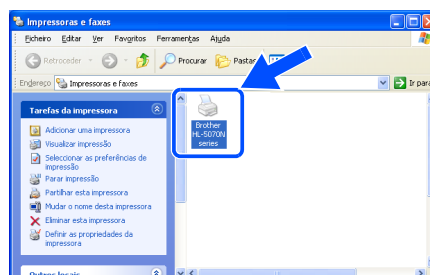 Impressoras e faxes
Ficheiro Editar Ver Favoritos Ferramentas Ajuda
Retroceder Procurar Pastas
Endereço Impressoras e faxes Ir para
Tarefas da impressora
Adicionar uma impressora
Visualizar impressão
Seleccionar as preferências de
impressão
Parar impressão
Partilhar esta impressora
Mudar o nome desta impressora
Eliminar esta impressora
Definir as propriedades da
impressora
Outros locais
Brother
HL-5070N
series